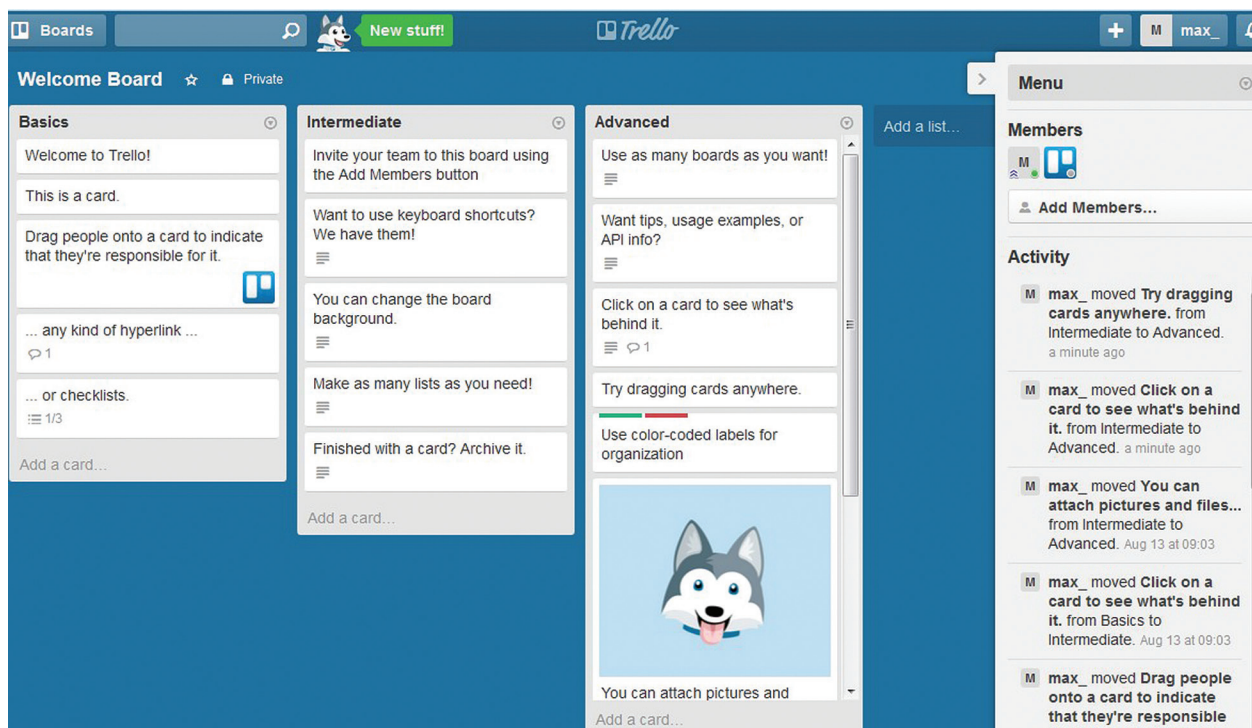 Boards
New stuff!
Trello
M max_
Welcome Board
Private
Basics
Welcome to Trello!
This is a card.
Drag people onto a card to indicate
that they're responsible for it.
... any kind of hyperlink ...
1
... or checklists.
1/3
Add a card...
Intermediate
Invite your team to this board using
the Add Members button
Want to use keyboard shortcuts?
We have them!
You can change the board
background.
Make as many lists as you need!
Finished with a card? Archive it.
Add a card...
Advanced
Use as many boards as you want!
Want tips, usage examples, or
API info?
Click on a card to see what's
behind it.
1
Try dragging cards anywhere.
Use color-coded labels for
organization
You can attach pictures and
Add a card...
Add a list...
Menu
Members
M
Add Members...
Activity
M max_ moved Try dragging
cards anywhere. from
Intermediate to Advanced.
a minute ago
M max_ moved Click on a
card to see what's behind
it. from Intermediate to
Advanced. a minute ago
M max_ moved You can
attach pictures and files...
from Intermediate to
Advanced. Aug 13 at 09:03
M max_ moved Click on a
card to see what's behind
it. from Basics to
Intermediate. Aug 13 at 09:03
M max_ moved Drag people
onto a card to indicate
that they're responsible